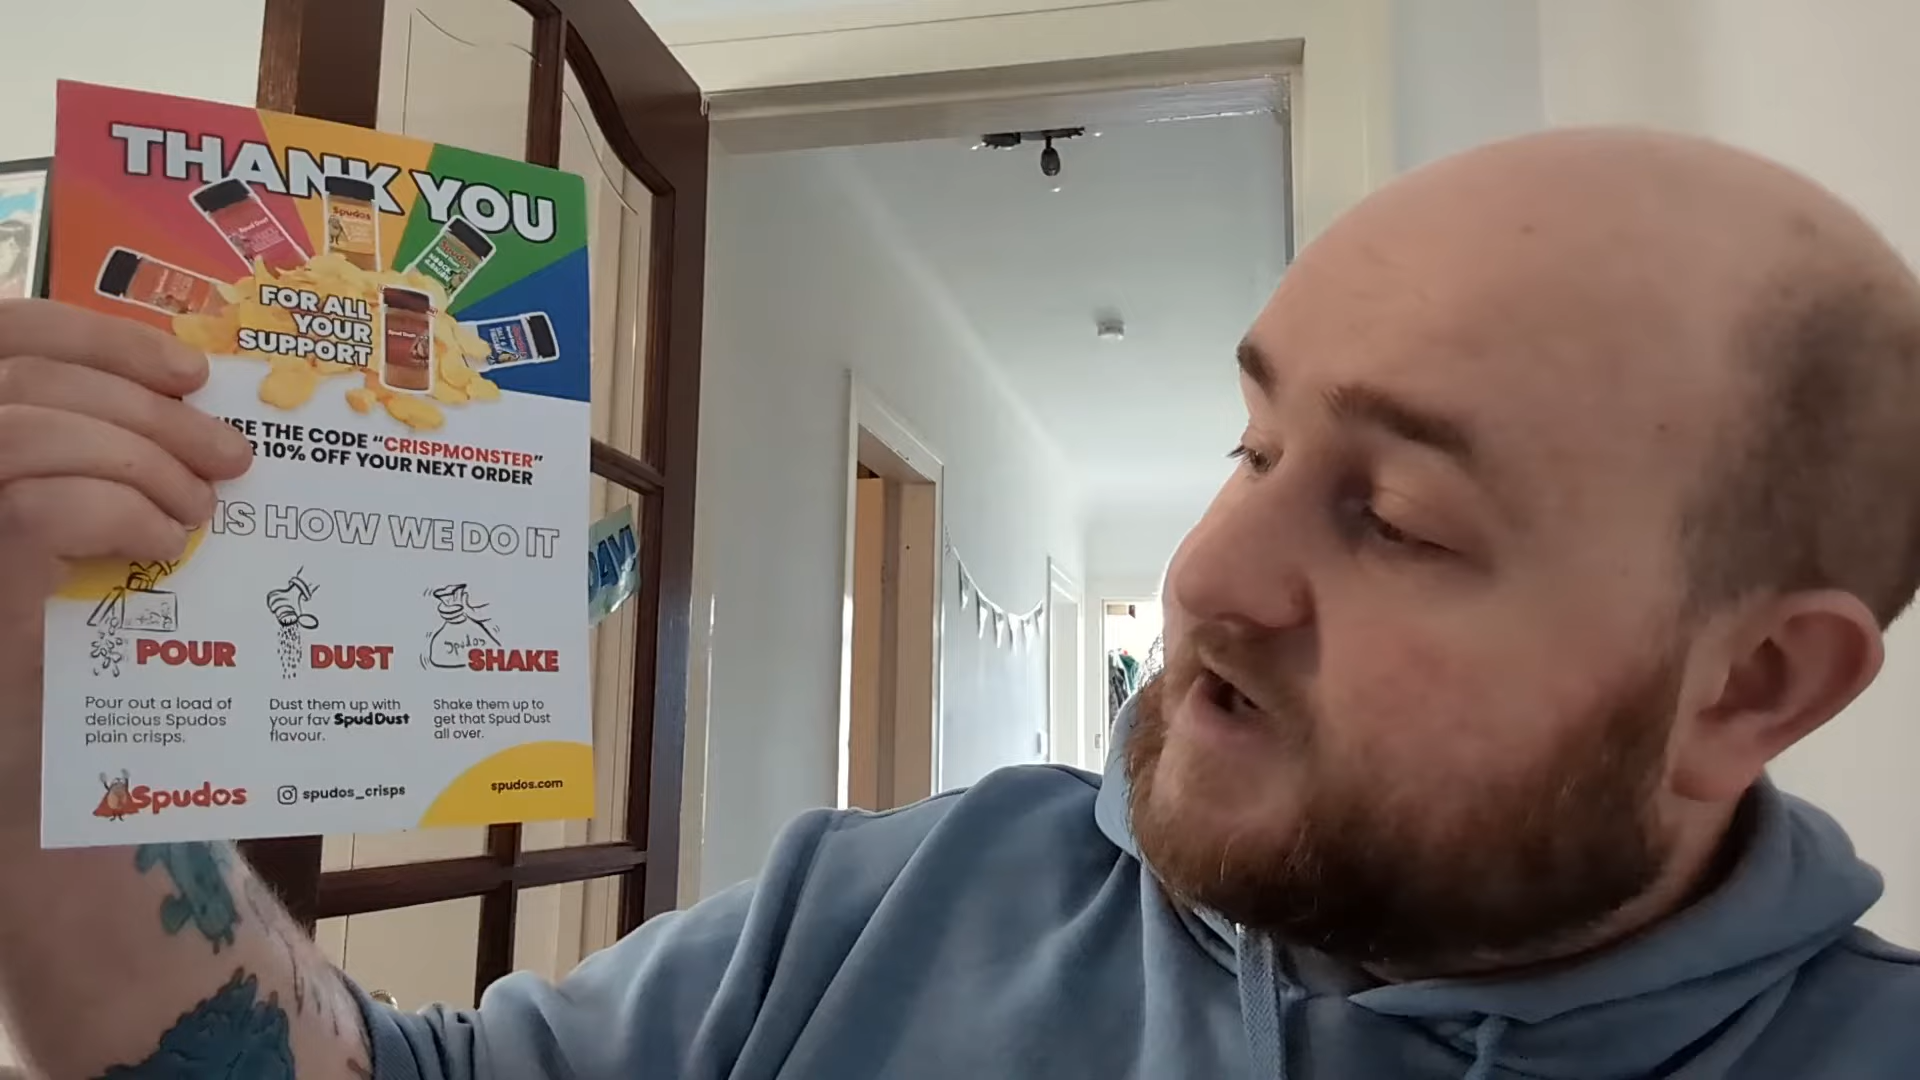 THANK YOU
FOR ALL
YOUR
SUPPORT
THE CODE "CRISPMONSTER"
10% OFF YOUR NEXT ORDER
IS HOW WE DO IT
POUR
Pour out a load of
delicious Spudos
plain crisps.
DUST
Dust them up with
your fav SpudDust
flavour.
SHAKE
Shake them up to
get that Spud Dust
all over.
Spudos
spudos_crisps
spudos.com
Spudos
Spudos